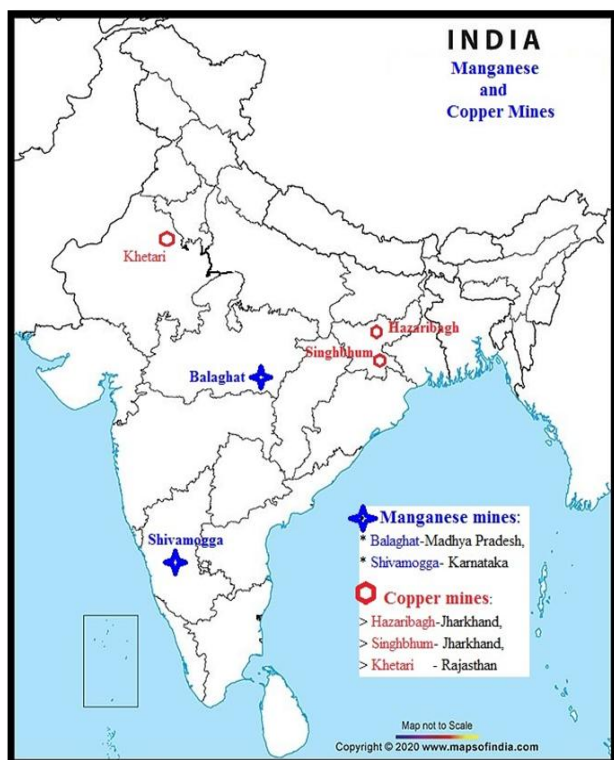 INDIA
Manganese
and
Copper Mines
Khetari
Hazaribagh
Singhbhum
Balaghat
Shivamogga
Manganese mines:
* Balaghat-Madhya Pradesh,
* Shivamogga- Karnataka
Copper mines:
> Hazaribagh-Jharkhand,
> Singhbhum- Jharkhand,
> Khetari - Rajasthan
Map not to Scale
Copyright © 2020 www.mapsofindia.com